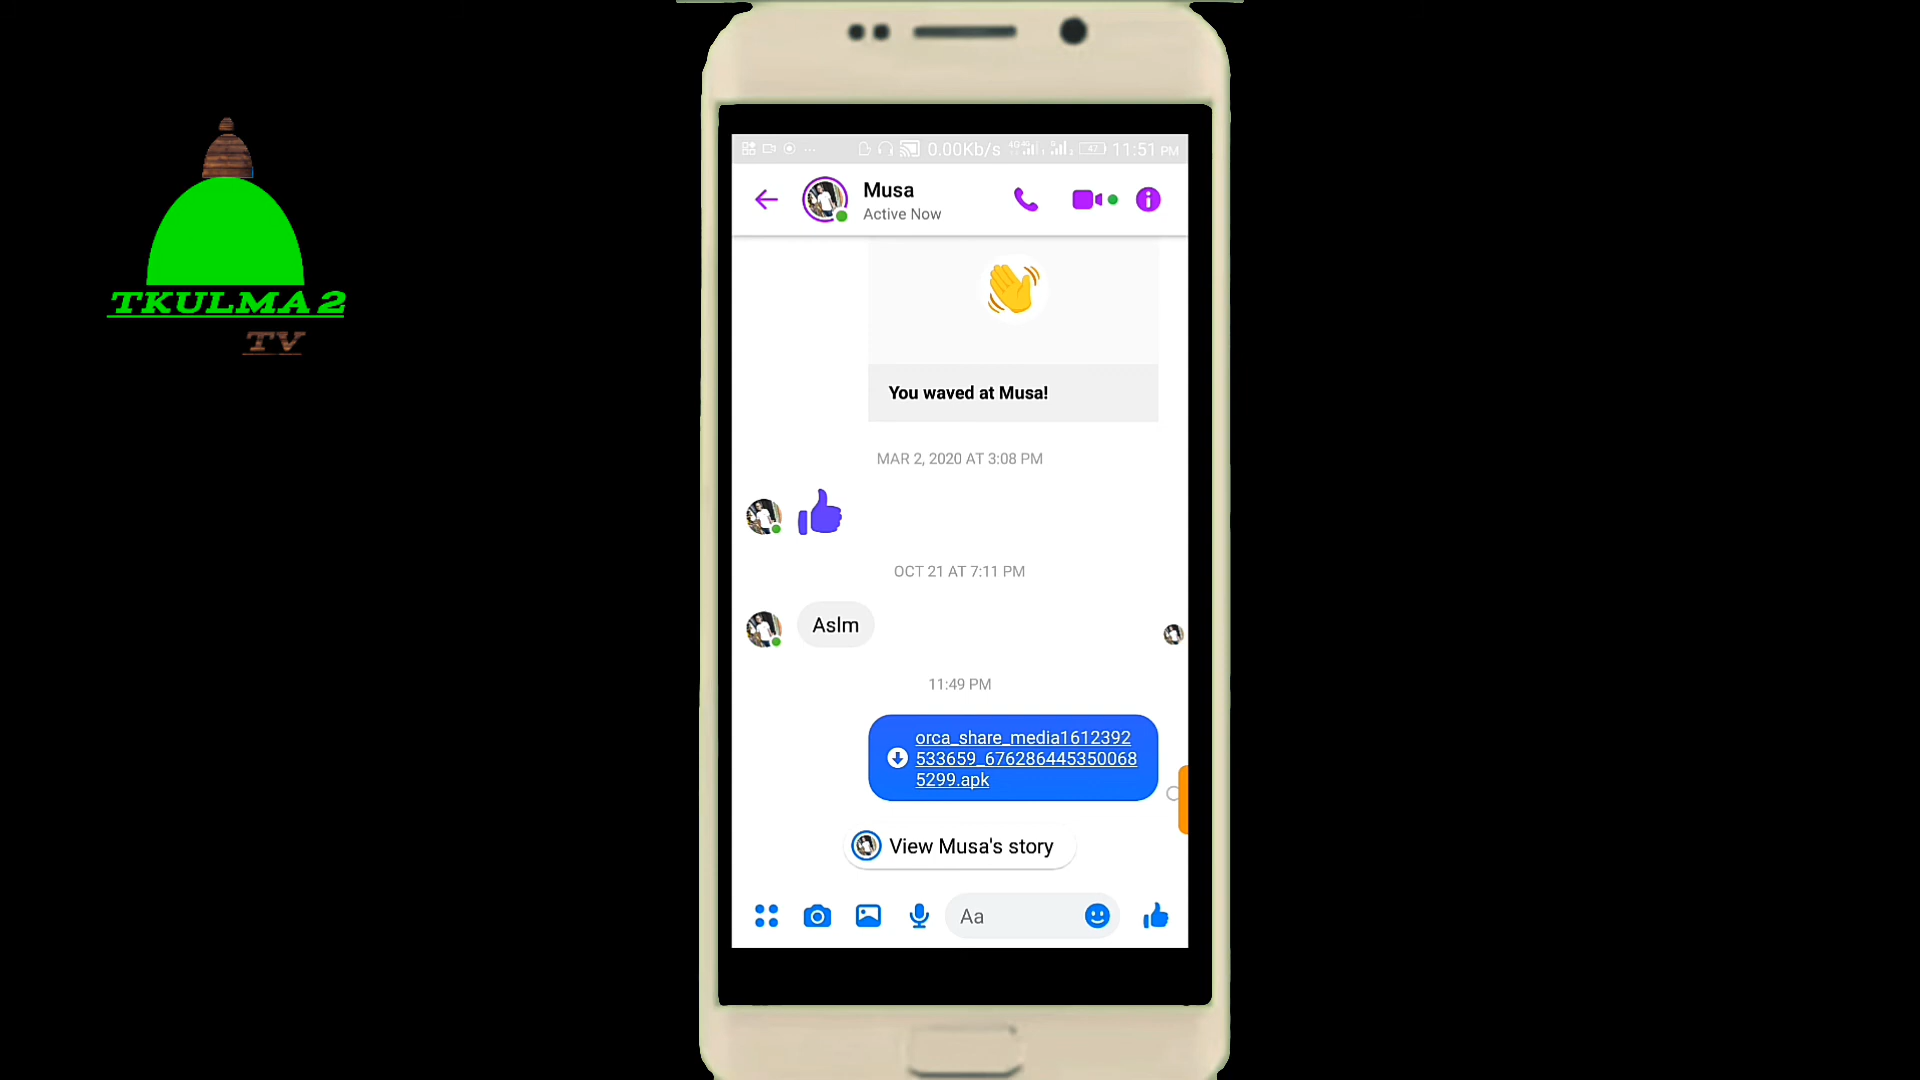 TKULMA 2
TV
0.00Kb/s
47
11:51 PM
Musa
Active Now
You waved at Musa!
MAR 2, 2020 AT 3:08 PM
OCT 21 AT 7:11 PM
Aslm
11:49 PM
orca_share_media1612392
533659_676286445350068
5299.apk
View Musa's story
Aa